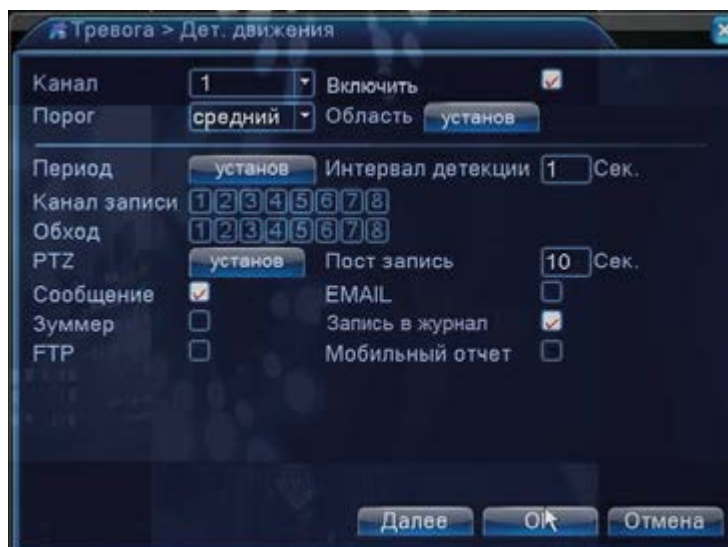 Тревога > Дет. движения
Канал 1 Включить
Порог средний Область установ
Период установ Интервал детекции 1 Сек.
Канал записи 1 2 3 4 5 6 7 8
Обход 1 2 3 4 5 6 7 8
PTZ установ Пост запись 10 Сек.
Сообщение EMAIL
Зуммер Запись в журнал
FTP Мобильный отчет
Далее OK Отмена